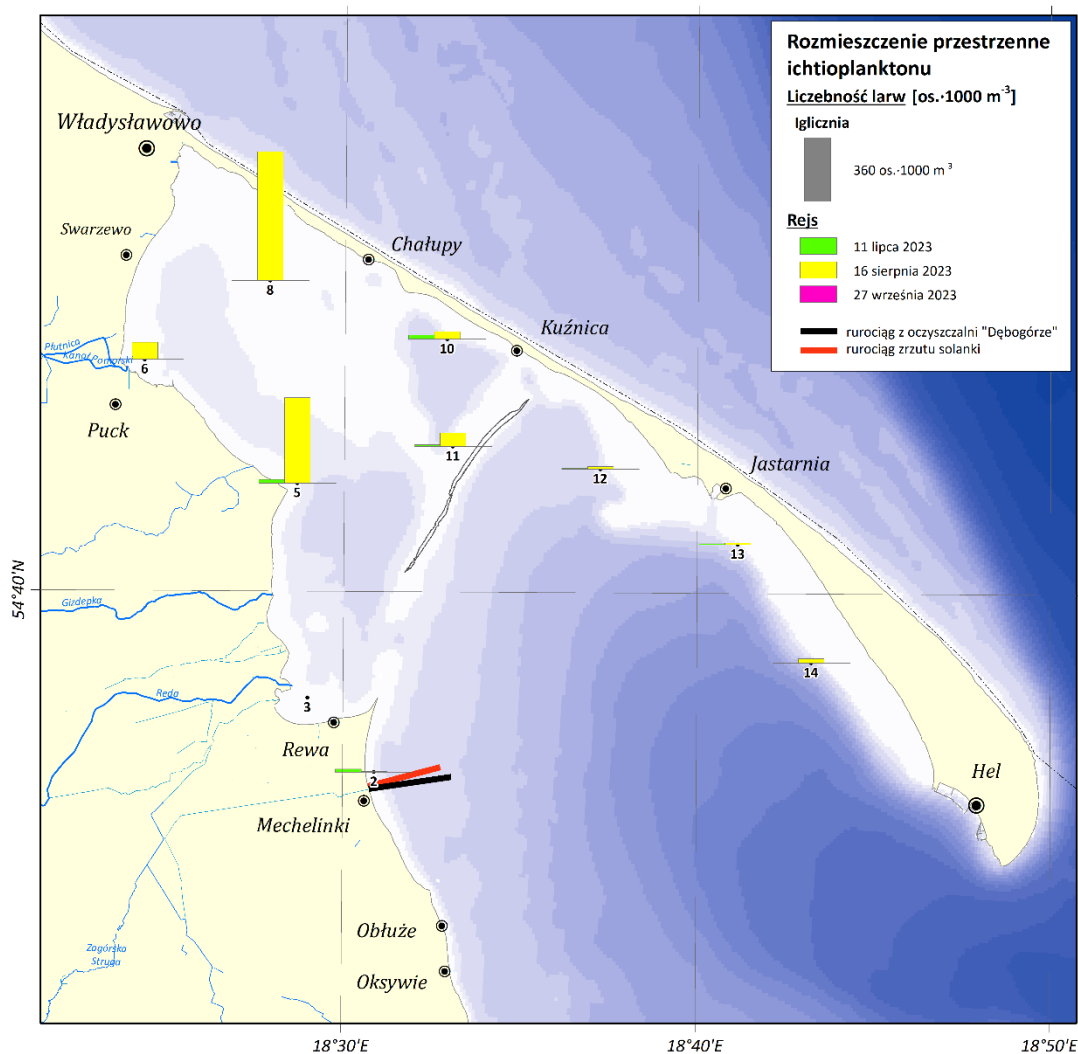 Rozmieszczenie przestrzenne
ichtioplanktonu
Liczebność larw [os.·1000 m⁻³]
Iglicznia
360 os.·1000 m ³
Rejs
11 lipca 2023
16 sierpnia 2023
27 września 2023
rurociąg z oczyszczalni "Dębogórze"
rurociąg zrzutu solanki
Władysławowo
Swarzewo
Chałupy
8
Kuźnica
10
Płutnica
Kanał Pomorski
6
Puck
11
Jastarnia
12
5
13
54°40'N
Gizdepka
14
Reda
3
Rewa
2
Hel
Mechelinki
Obłuże
Zagórska
Struga
Oksywie
18°30'E
18°40'E
18°50'E